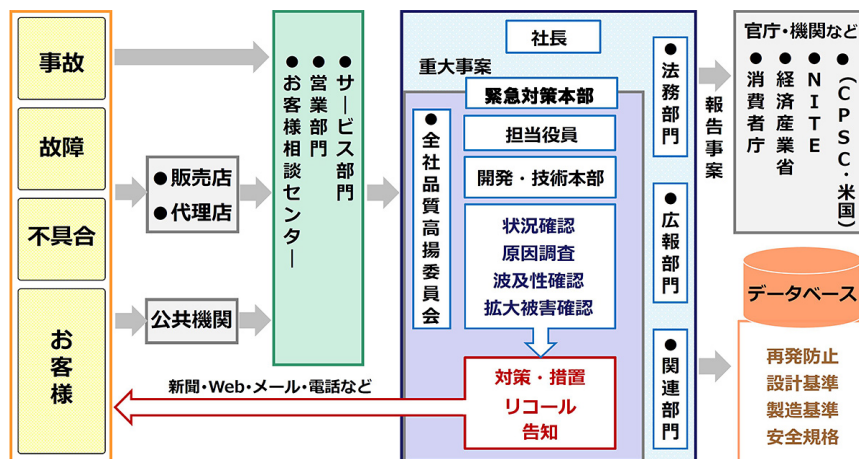 事故
故障
不具合
お客様
●販売店
●代理店
公共機関
●サービス部門
●営業部門
●お客様相談センター
社長
重大事案
緊急対策本部
担当役員
開発・技術本部
●全社品質高揚委員会
状況確認
原因調査
波及性確認
拡大被害確認
対策・措置
リコール
告知
新聞・Web・メール・電話など
●法務部門
●広報部門
●関連部門
報告事案
官庁・機関など
●(CPSC・米国)
●NITE
●経済産業省
●消費者庁
データベース
再発防止
設計基準
製造基準
安全規格